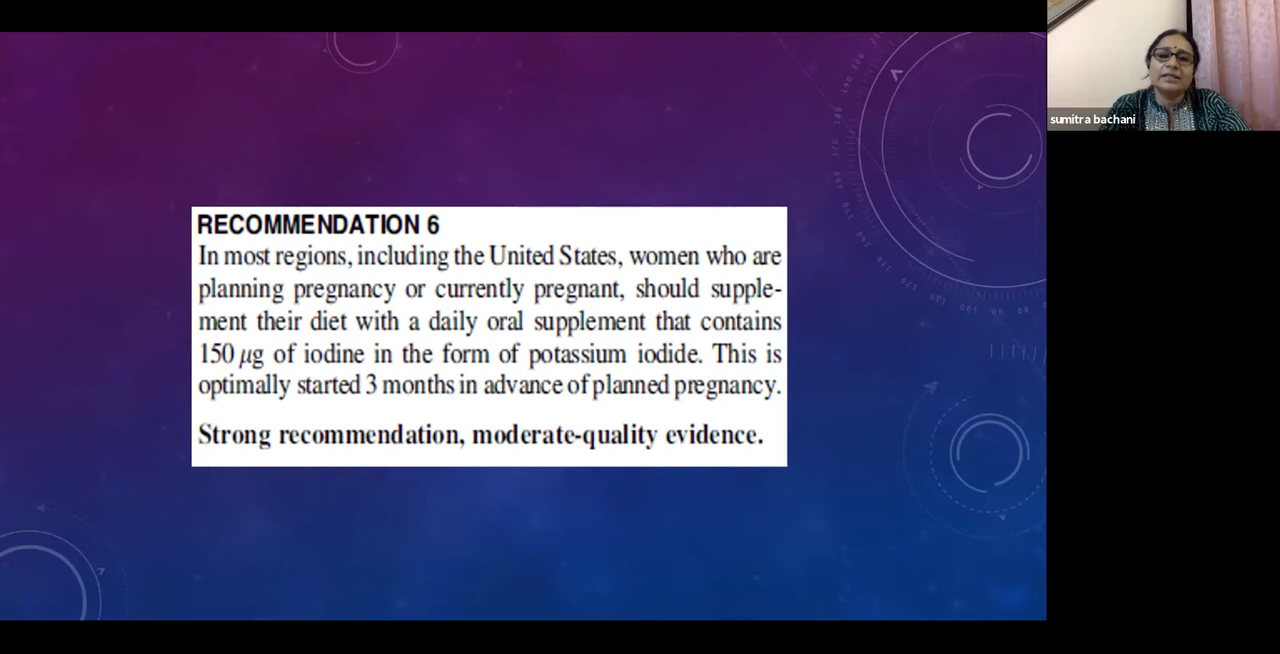 RECOMMENDATION 6
In most regions, including the United States, women who are
planning pregnancy or currently pregnant, should supple-
ment their diet with a daily oral supplement that contains
150 μg of iodine in the form of potassium iodide. This is
optimally started 3 months in advance of planned pregnancy.
Strong recommendation, moderate-quality evidence.
sumitra bachani